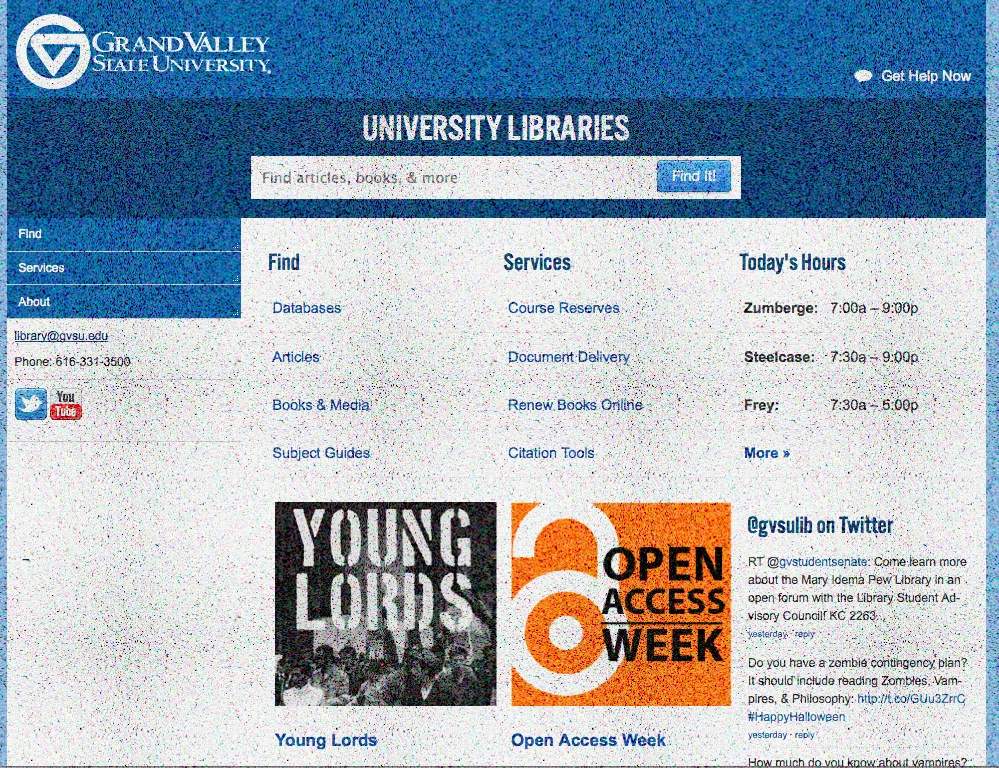 GRAND VALLEY
STATE UNIVERSITY.
Get Help Now
UNIVERSITY LIBRARIES
Find articles, books, & more
Find It!
Find
Services
About
library@gvsu.edu
Phone: 616-331-3500
You
Tube
Find
Databases
Articles
Books & Media
Subject Guides
Services
Course Reserves
Document Delivery
Renew Books Online
Citation Tools
Today's Hours
Zumberge: 7:00a – 9:00p
Steelcase: 7:30a – 9:00p
Frey: 7:30a – 5:00p
More »
YOUNG
LORDS
Young Lords
OPEN
ACCESS
WEEK
Open Access Week
@gvsulib on Twitter
RT @gvstudentsenate: Come learn more
about the Mary Idema Pew Library in an
open forum with the Library Student Ad-
visory Council! KC 2263...
yesterday · reply
Do you have a zombie contingency plan?
It should include reading Zombies, Vam-
pires, & Philosophy: http://t.co/GUu3ZrrC
#HappyHalloween
yesterday · reply
How much do you know about vampires?